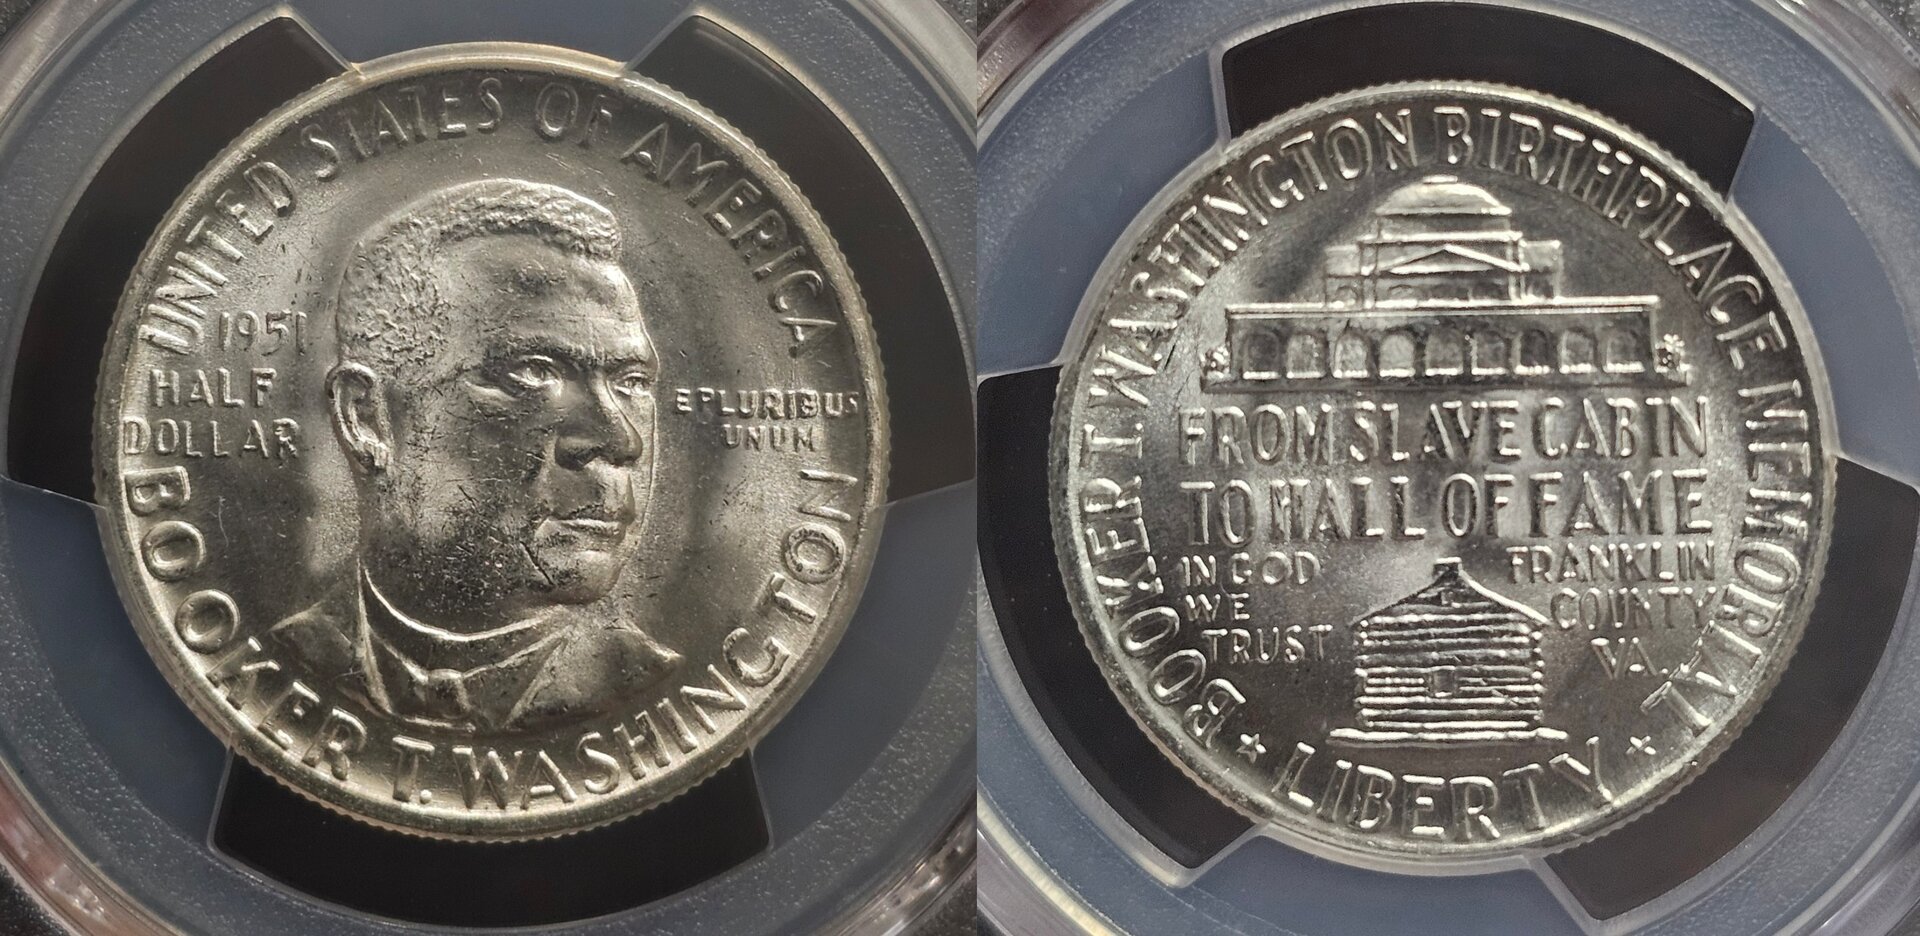 UNITED STATES OF AMERICA
1951
HALF
DOLLAR
E PLURIBUS
UNUM
BOOKER T. WASHINGTON
BOOKER T. WASHINGTON BIRTHPLACE MEMORIAL
FROM SLAVE CABIN
TO HALL OF FAME
IN GOD
WE
TRUST
FRANKLIN
COUNTY
VA.
LIBERTY